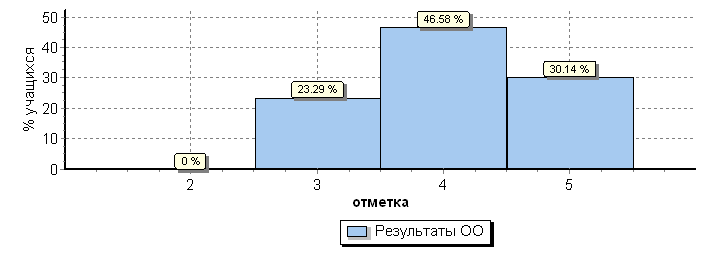 % учащихся
50
40
30
20
10
0
0 %
23.29 %
46.58 %
30.14 %
2 3 4 5
отметка
Результаты ОО